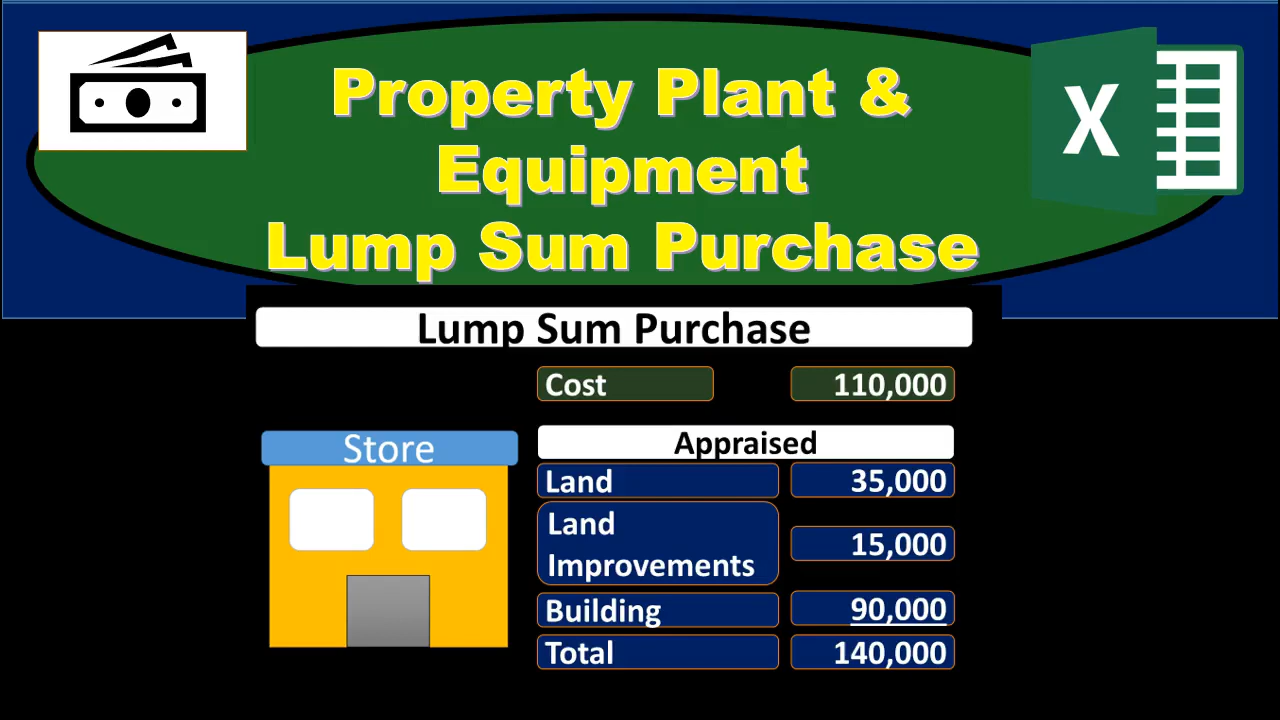 Property Plant &
Equipment
Lump Sum Purchase
X
Lump Sum Purchase
Cost 110,000
Store
Appraised
Land 35,000
Land
Improvements 15,000
Building 90,000
Total 140,000